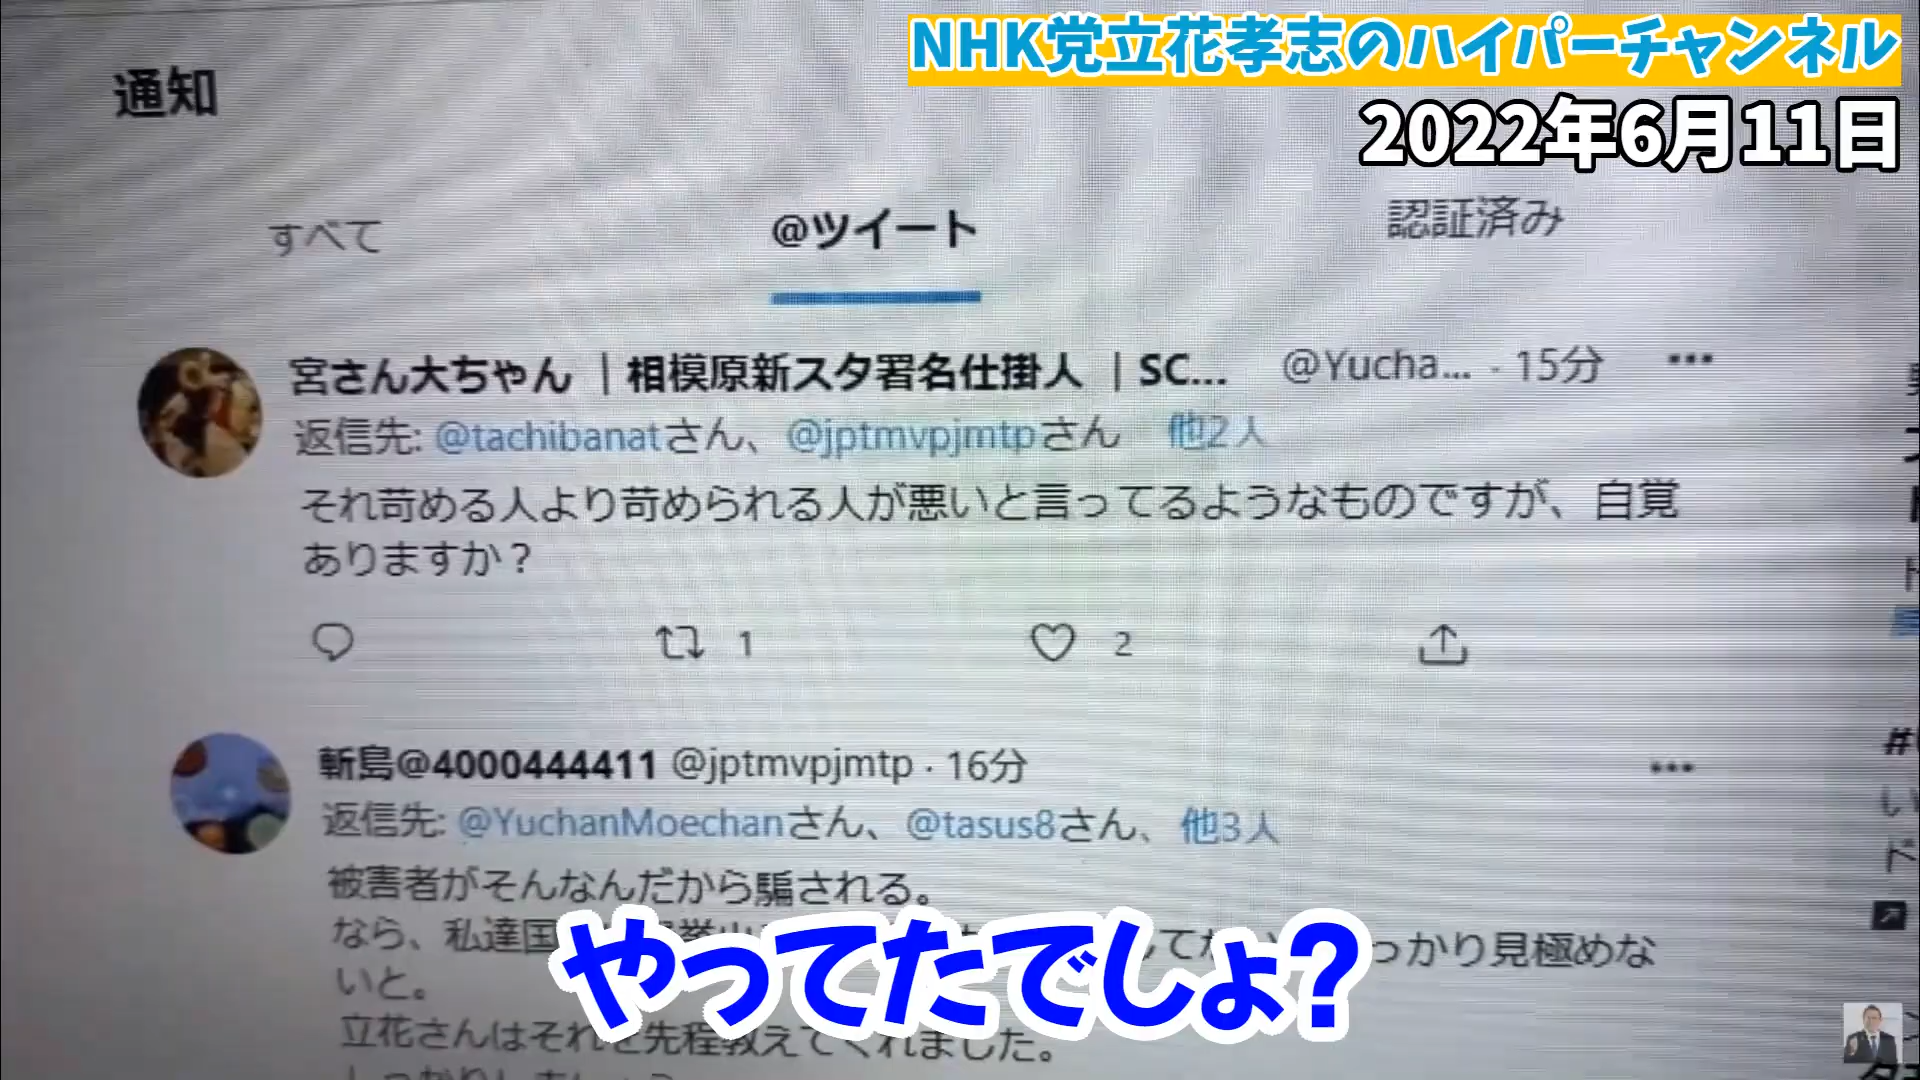 NHK党立花孝志のハイパーチャンネル
2022年6月11日
通知
すべて
@ツイート
認証済み
宮さん大ちゃん｜相模原新スタ署名仕掛人｜SC... @Yucha... · 15分
返信先: @tachibanatさん、@jptmvpjmtpさん 他2人
それ苛める人より苛められる人が悪いと言ってるようなものですが、自覚
ありますか？
1
2
斬島@4000444411 @jptmvpjmtp · 16分
返信先: @YuchanMoechanさん、@tasus8さん、他3人
被害者がそんなんだから騙される。
なら、私達国
っかり見極めな
いと。
やってたでしょ?
立花さんはそれを先程教えてくれました。